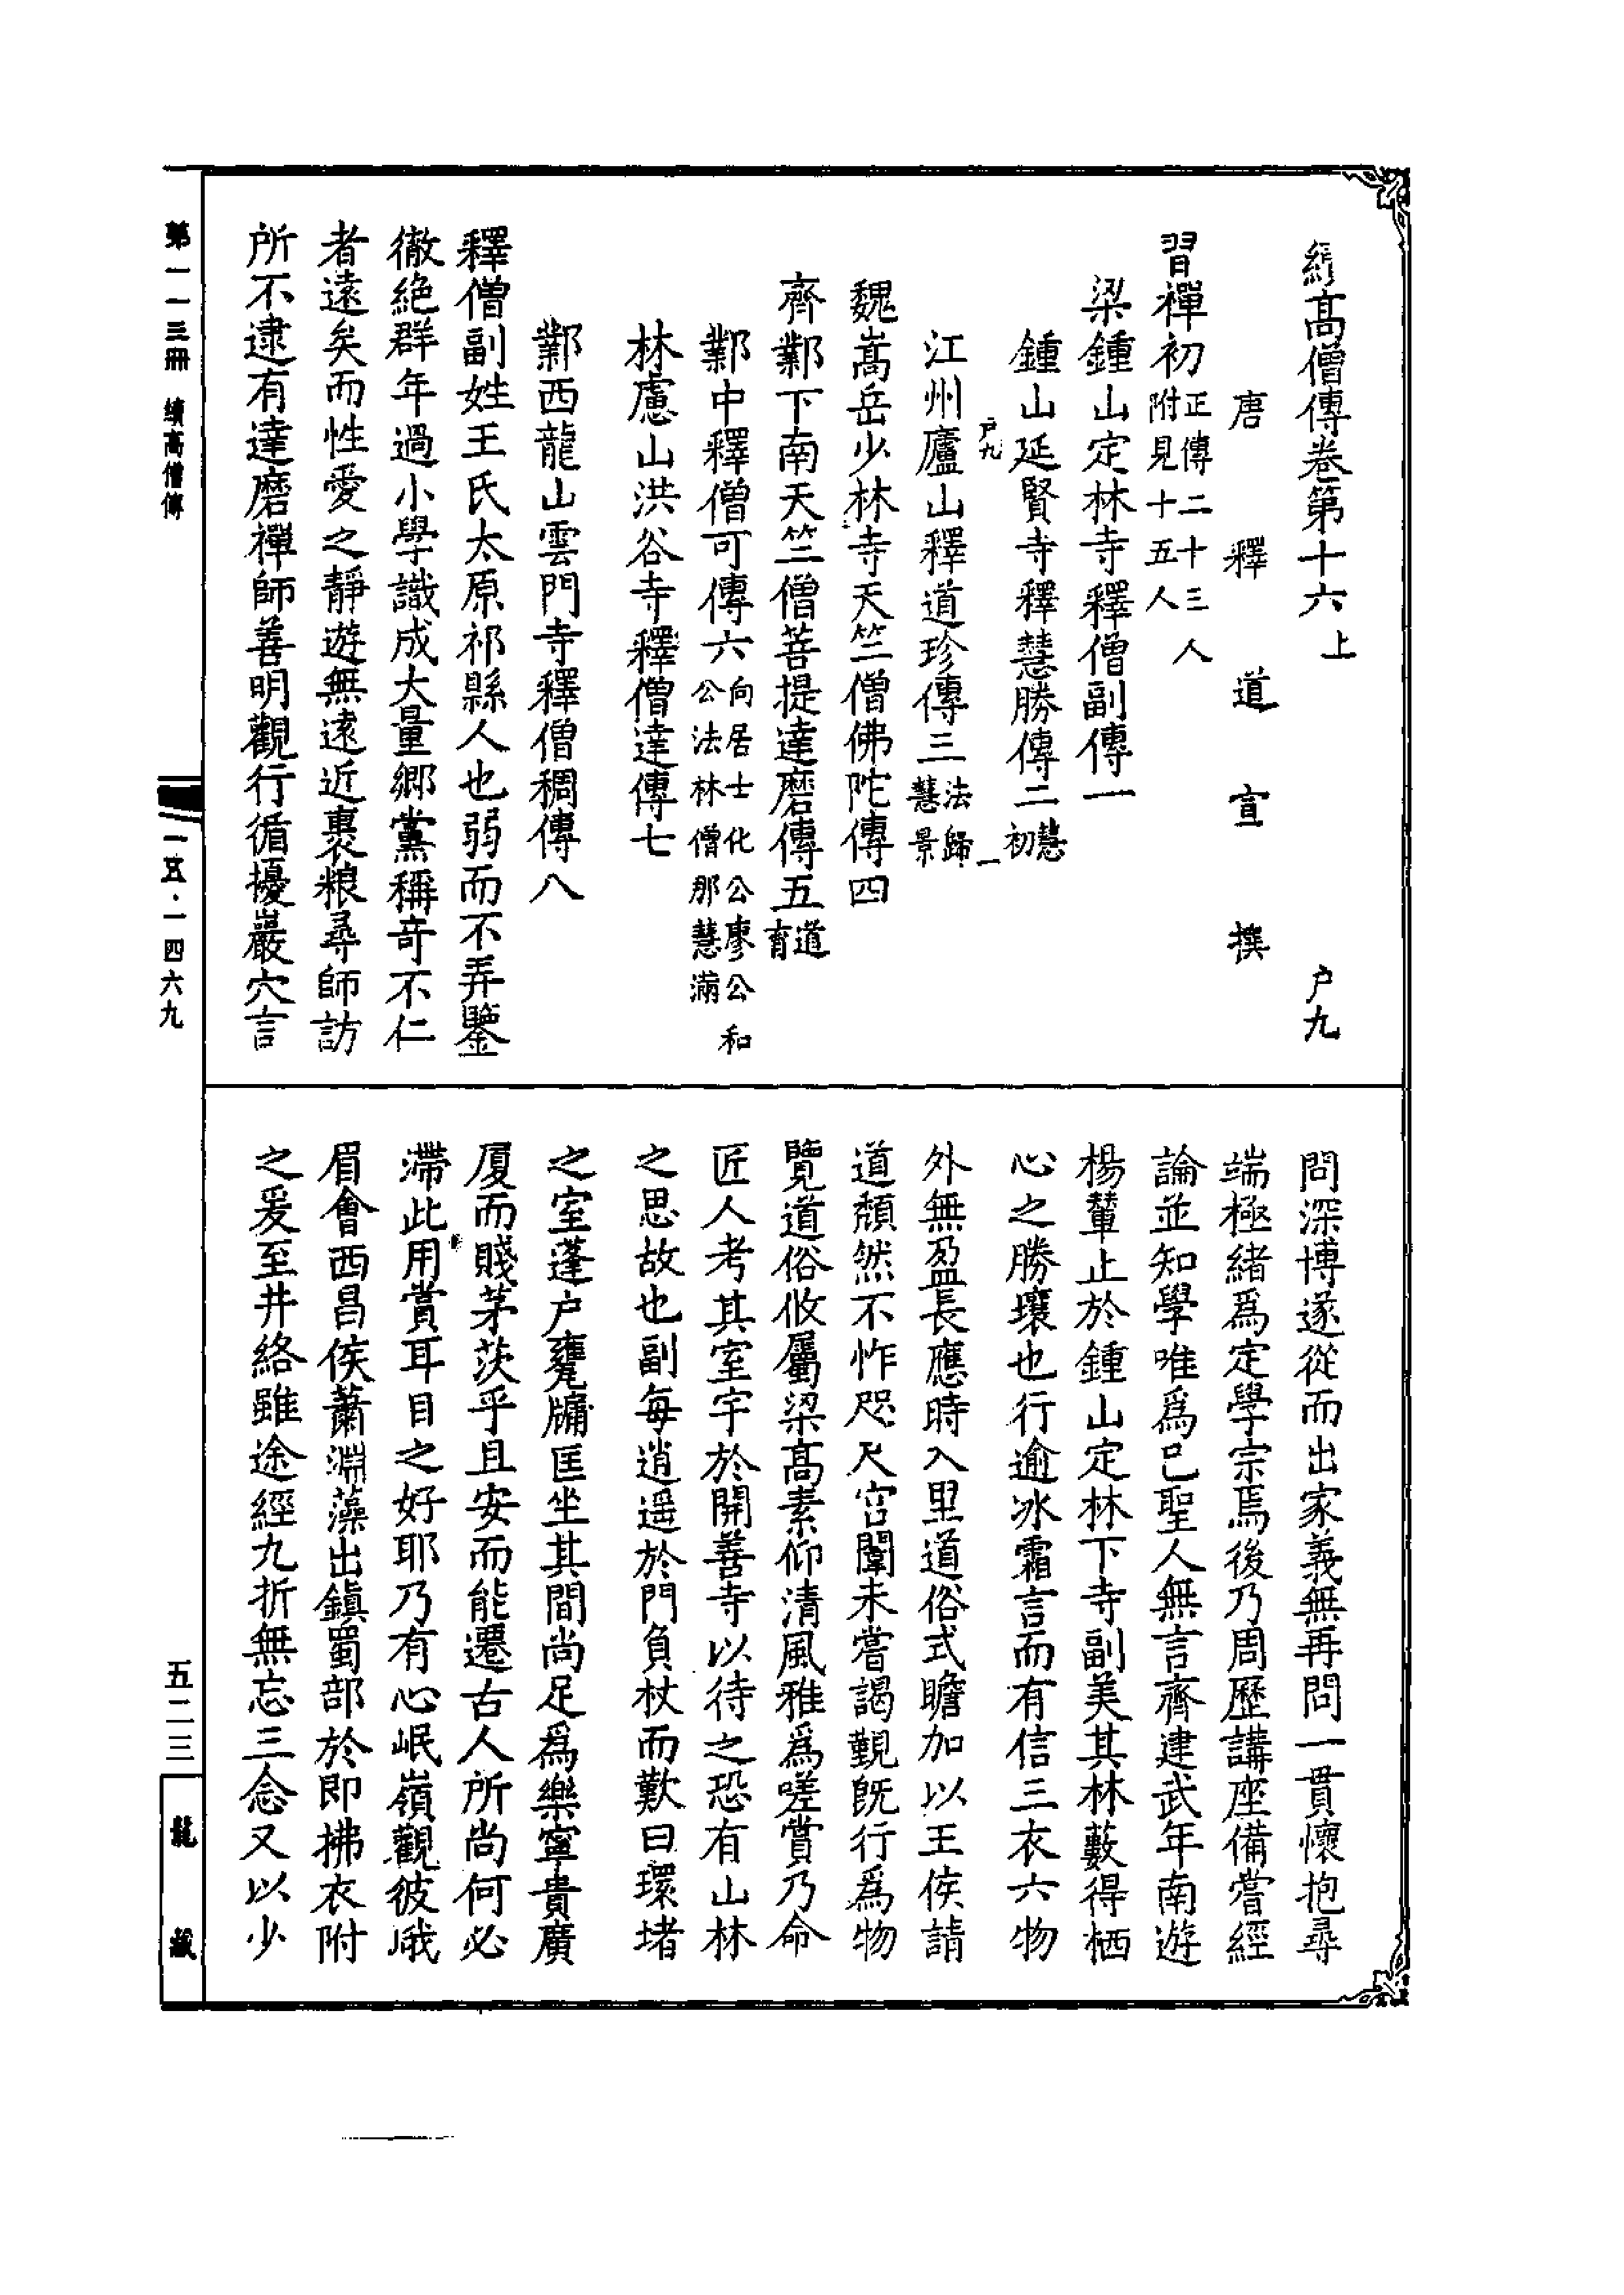 續高僧傳卷第十六上　户九
唐釋道宣撰
習禪初正傳二十三人附見十五人
梁鍾山定林寺釋僧副傳一
鍾山延賢寺釋慧勝傳二慧初
户九　一
江州廬山釋道珍傳三法歸慧景
魏嵩岳少林寺天竺僧佛陀傳四
齊鄴下南天竺僧菩提達磨傳五道育
鄴中釋僧可傳六向居士化公廖公和公法林僧那慧滿
林慮山洪谷寺釋僧達傳七
鄴西龍山雲門寺釋僧稠傳八
釋僧副姓王氏太原祁縣人也弱而不弄鑒
徹絶群年過小學識成大量鄉黨稱奇不仁
者遠矣而性愛之靜遊無遠近裹粮尋師訪
所不逮有達磨禪師善明觀行循擾巖穴言
問深博遂從而出家義無再問一貫懷抱尋
端極緒爲定學宗焉後乃周歷講座備嘗經
論並知學唯爲已聖人無言齊建武年南遊
楊輦止於鍾山定林下寺副美其林藪得栖
心之勝壤也行逾冰霜言而有信三衣六物
外無盈長應時入里道俗式瞻加以王侯請
道頹然不怍咫尺宫闈未嘗謁覲既行爲物
覽道俗攸屬梁高素仰清風雅爲嗟賞乃命
匠人考其室宇於開善寺以待之恐有山林
之思故也副每逍遥於門負杖而歎曰環堵
之室蓬户甕牖匡坐其間尚足爲樂寧貴廣
厦而賤茅茨乎且安而能遷古人所尚何必
滯此用賞耳目之好耶乃有心岷嶺觀彼峨
眉會西昌侯蕭淵藻出鎮蜀部於即拂衣附
之爰至井絡雖途經九折無忘三念又以少
第一一三冊　續高僧傳
一五·一四六九
五二三
龍藏